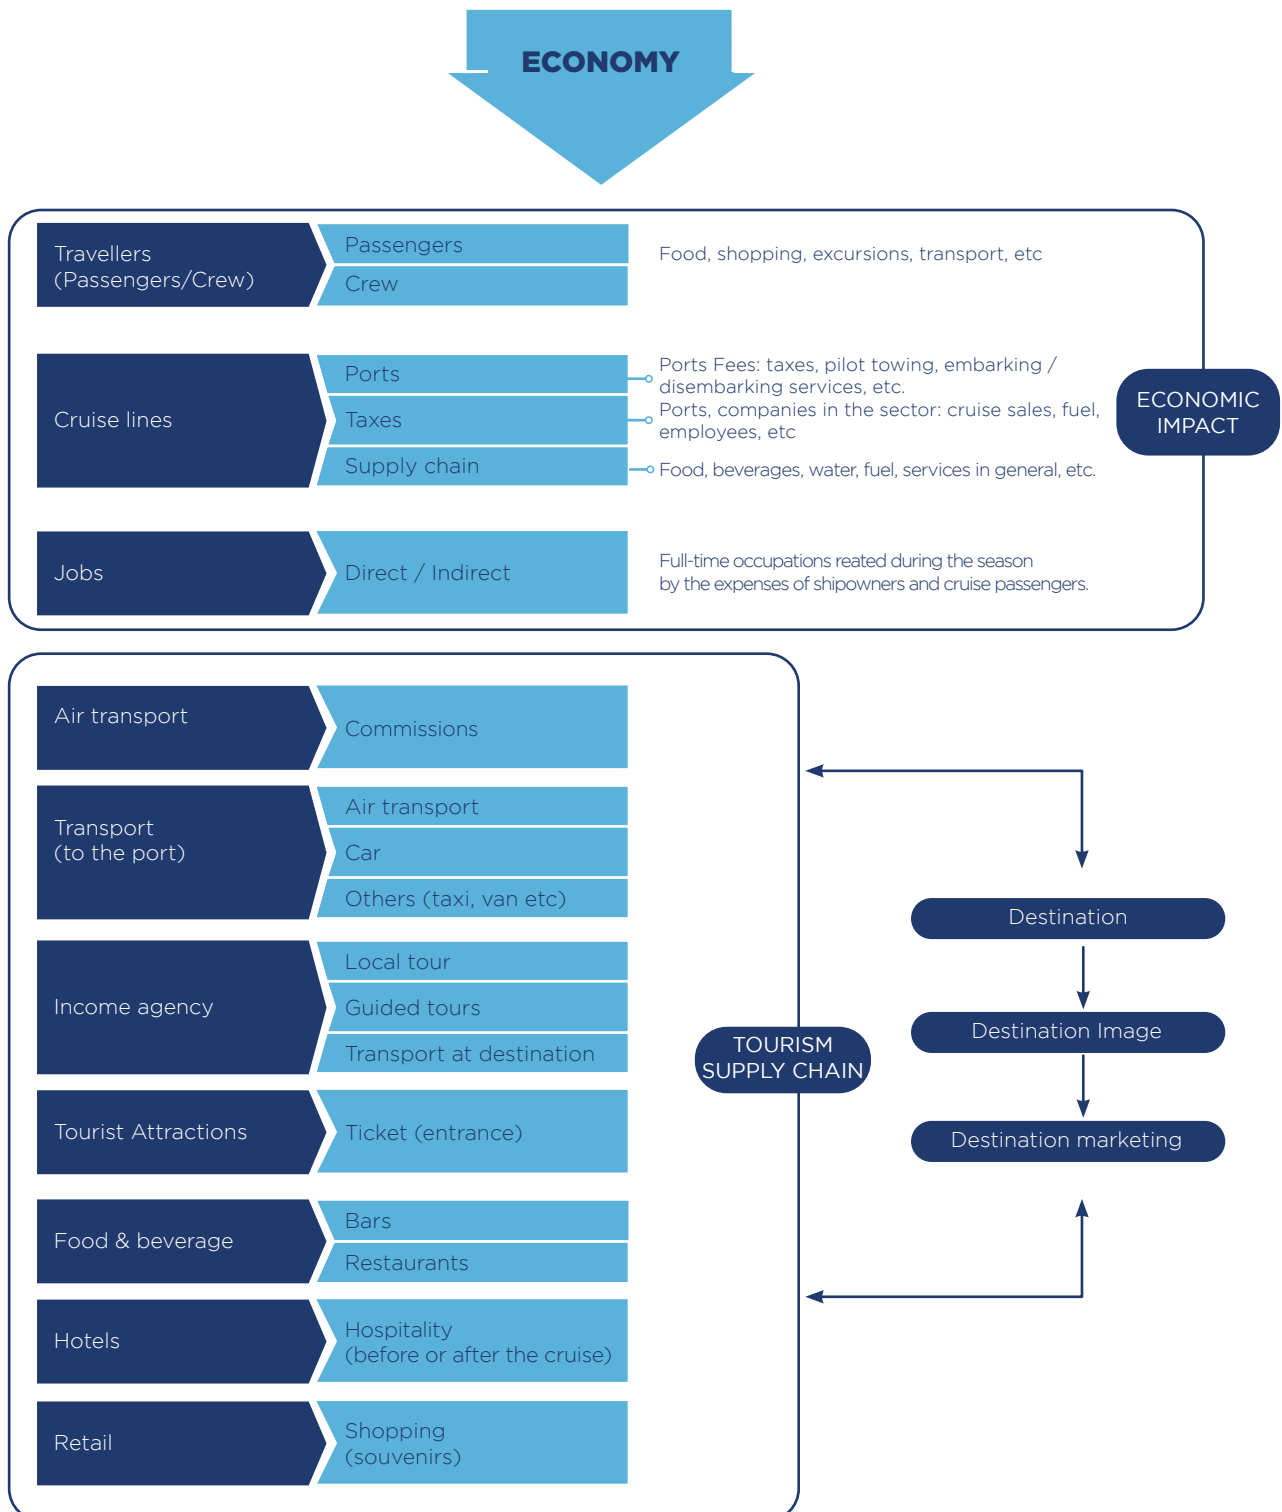 ECONOMY
Travellers
(Passengers/Crew)
Passengers
Crew
Food, shopping, excursions, transport, etc
Cruise lines
Ports
Taxes
Supply chain
Ports Fees: taxes, pilot towing, embarking /
disembarking services, etc.
Ports, companies in the sector: cruise sales, fuel,
employees, etc
Food, beverages, water, fuel, services in general, etc.
ECONOMIC
IMPACT
Jobs
Direct / Indirect
Full-time occupations reated during the season
by the expenses of shipowners and cruise passengers.
Air transport
Commissions
Transport
(to the port)
Air transport
Car
Others (taxi, van etc)
Income agency
Local tour
Guided tours
Transport at destination
Tourist Attractions
Ticket (entrance)
Food & beverage
Bars
Restaurants
Hotels
Hospitality
(before or after the cruise)
Retail
Shopping
(souvenirs)
TOURISM
SUPPLY CHAIN
Destination
Destination Image
Destination marketing